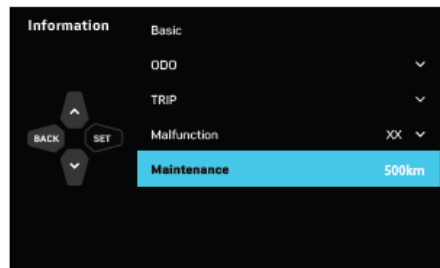 Information
Basic
ODO
TRIP
BACK SET
Malfunction XX
Maintenance 500km